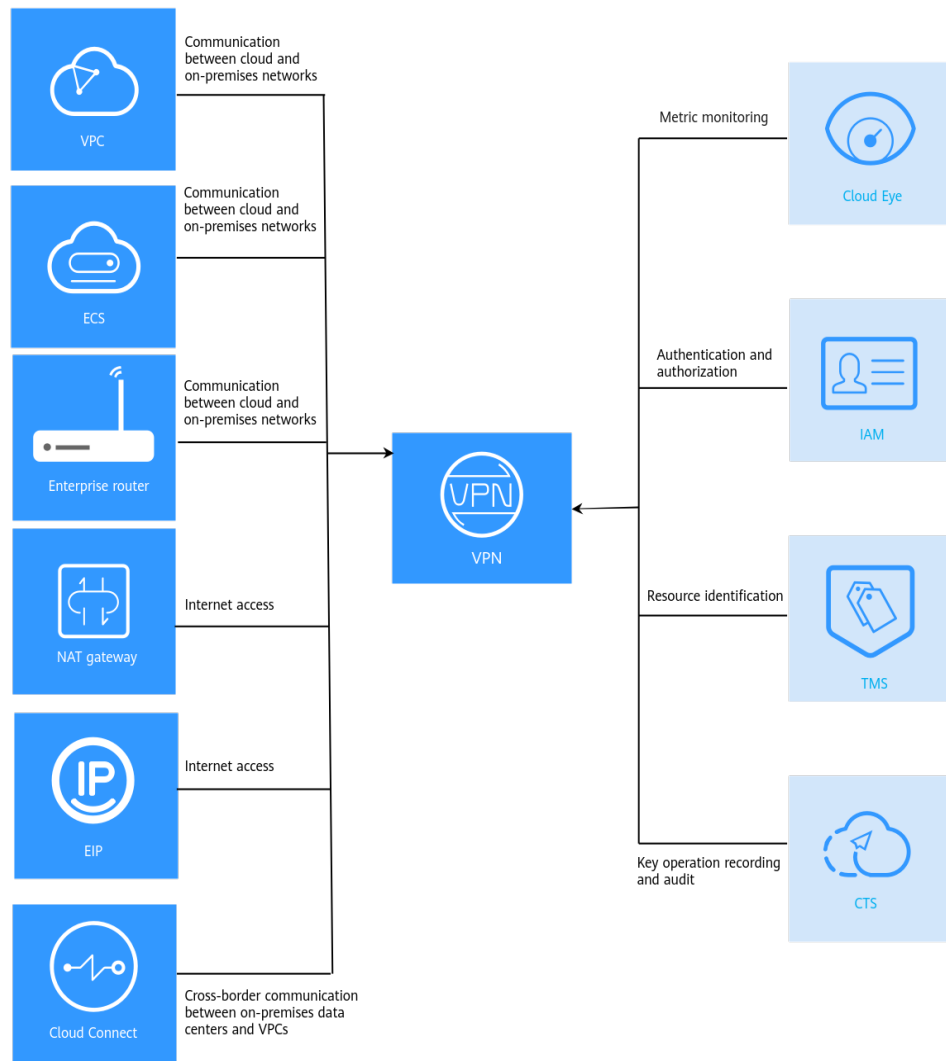 Communication
between cloud and
on-premises networks
VPC
Communication
between cloud and
on-premises networks
ECS
Communication
between cloud and
on-premises networks
Enterprise router
Internet access
NAT gateway
IP
Internet access
EIP
Cloud Connect
Cross-border communication
between on-premises data
centers and VPCs
VPN
VPN
Metric monitoring
Cloud Eye
Authentication and
authorization
IAM
Resource identification
TMS
Key operation recording
and audit
CTS